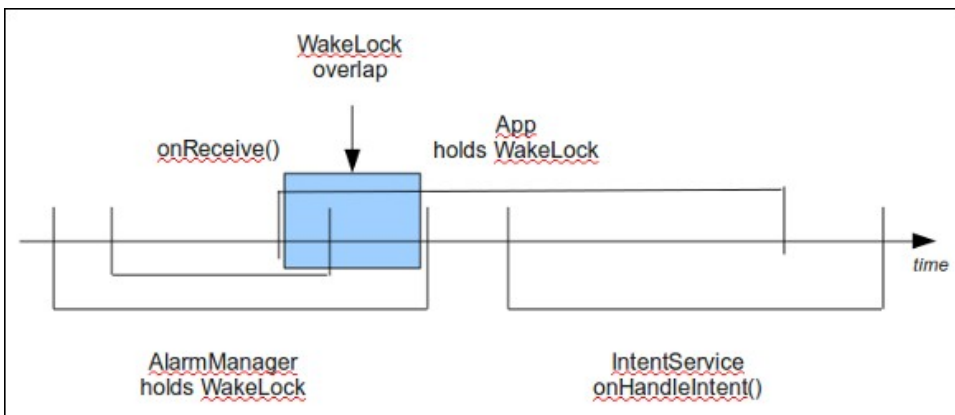 WakeLock
overlap
onReceive()
App
holds WakeLock
time
AlarmManager
holds WakeLock
IntentService
onHandleIntent()